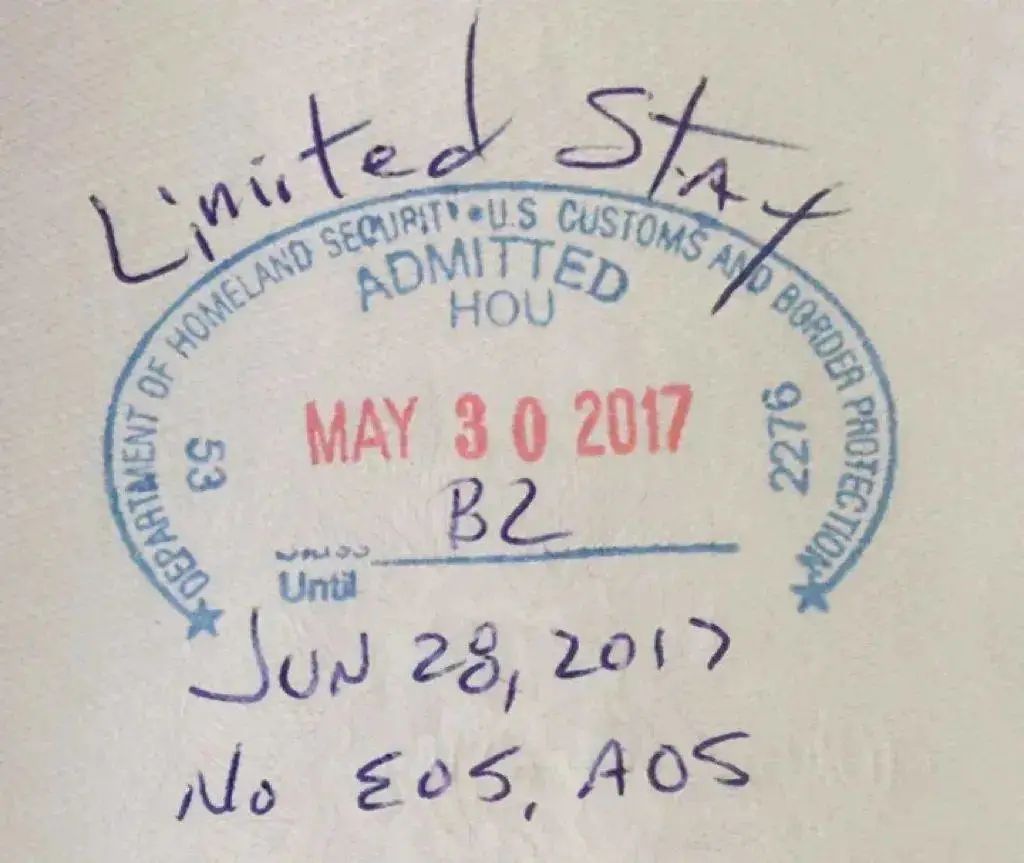 Limited Stay
DEPARTMENT OF HOMELAND SECURITY • U.S CUSTOMS AND BORDER PROTECTION
ADMITTED
HOU
MAY 30 2017
53
2276
B2
Until
JUN 28, 2017
No EOS, AOS